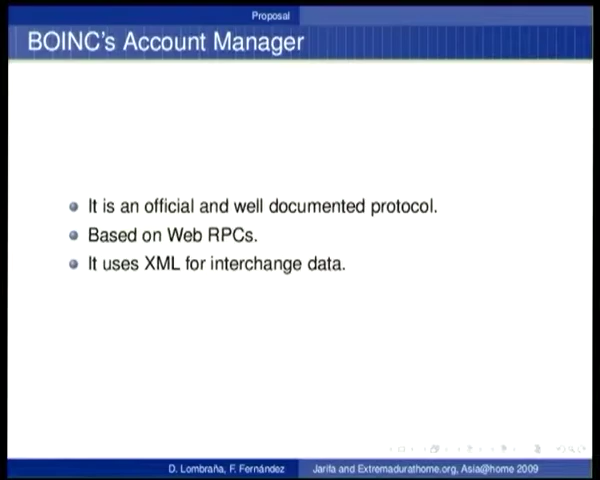 Proposal
BOINC's Account Manager
It is an official and well documented protocol.
Based on Web RPCs.
It uses XML for interchange data.
D. Lombraña, F. Fernández
Jarifa and Extremadurathome.org, Asia@home 2009